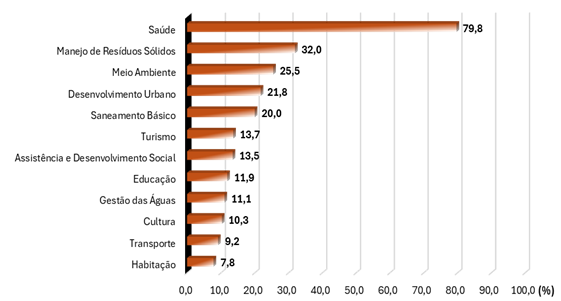 Saúde 79,8
Manejo de Resíduos Sólidos 32,0
Meio Ambiente 25,5
Desenvolvimento Urbano 21,8
Saneamento Básico 20,0
Turismo 13,7
Assistência e Desenvolvimento Social 13,5
Educação 11,9
Gestão das Águas 11,1
Cultura 10,3
Transporte 9,2
Habitação 7,8
0,0 10,0 20,0 30,0 40,0 50,0 60,0 70,0 80,0 90,0 100,0 (%)